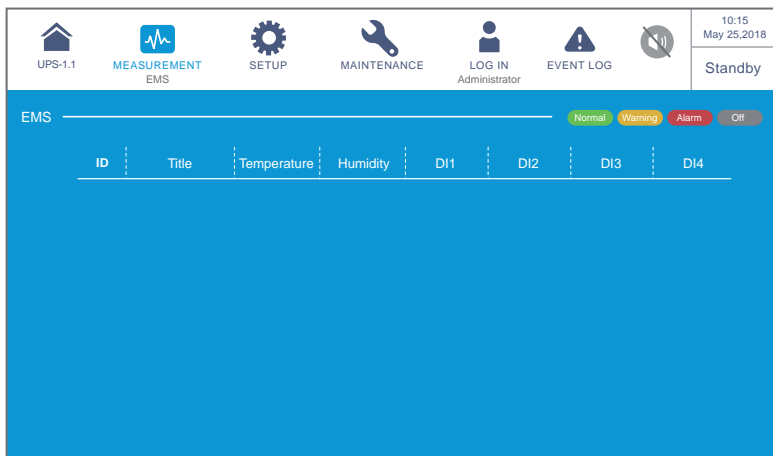 10:15
May 25,2018
UPS-1.1 MEASUREMENT SETUP MAINTENANCE LOG IN EVENT LOG
EMS Administrator
Standby
EMS Normal Warning Alarm Off
ID Title Temperature Humidity DI1 DI2 DI3 DI4